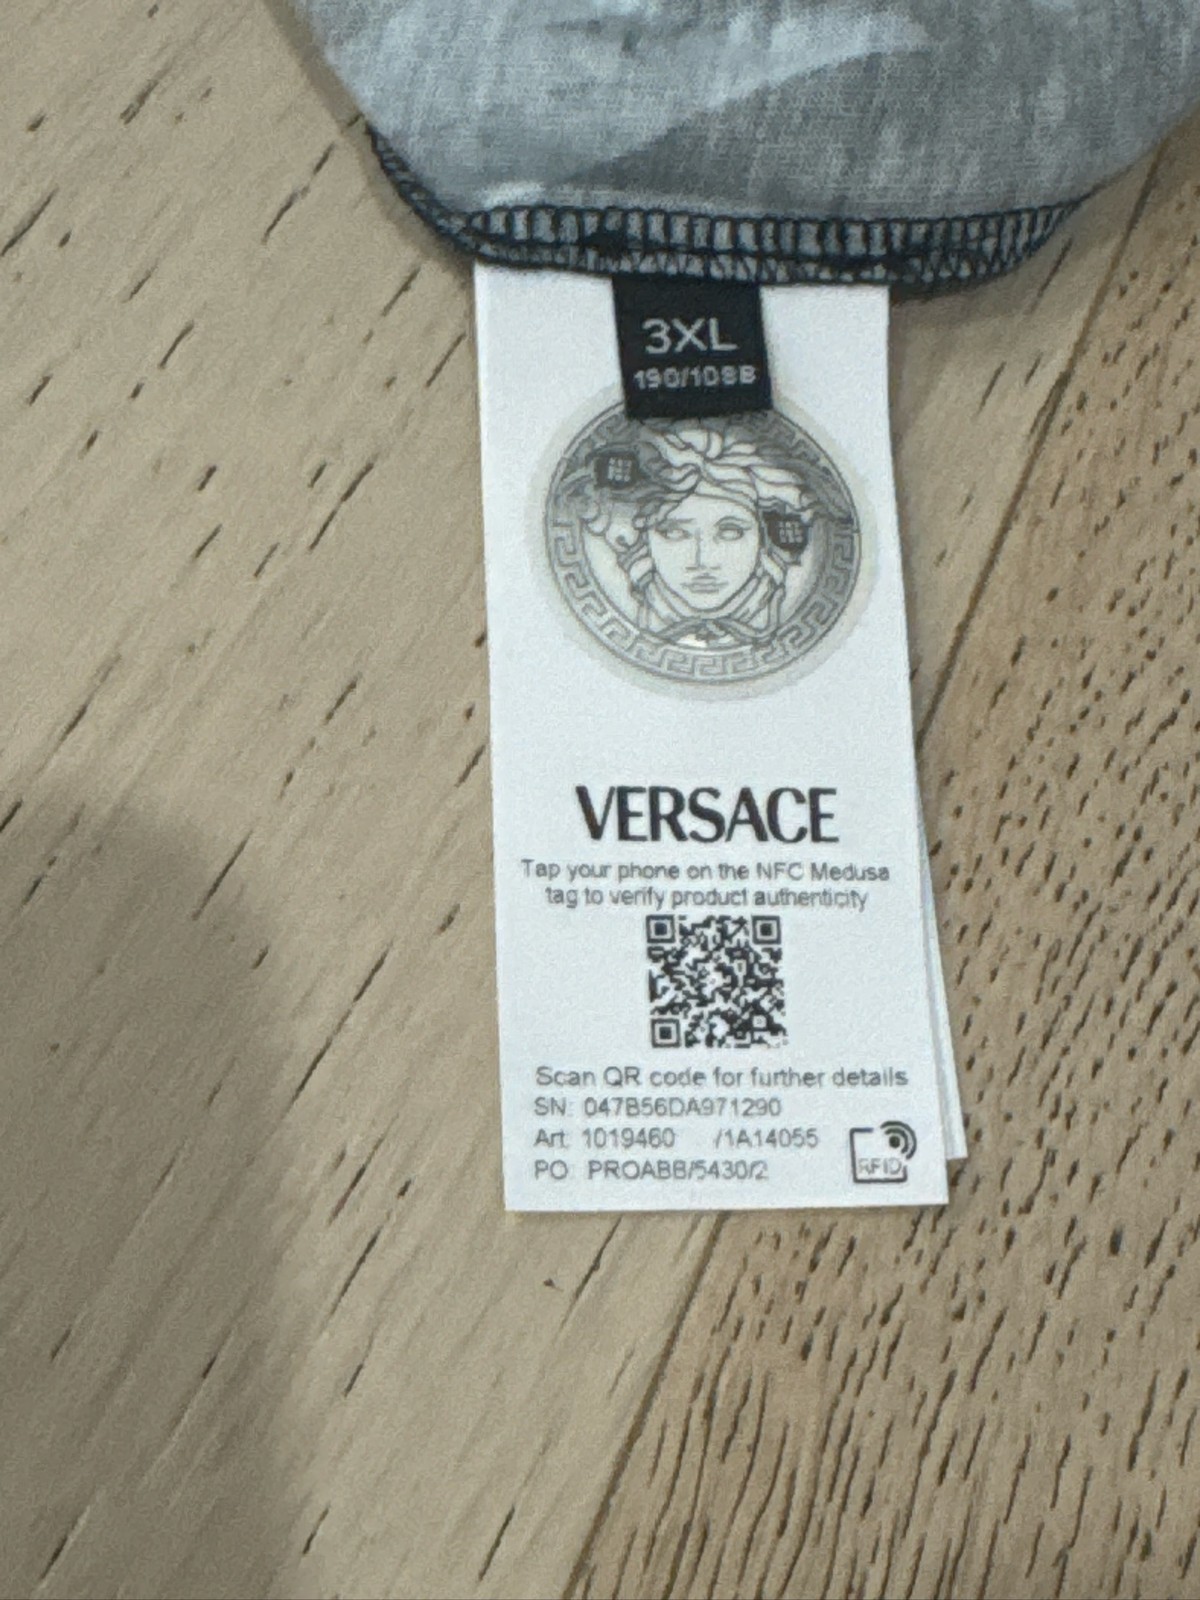 3XL
190/108B
VERSACE
Tap your phone on the NFC Medusa
tag to verify product authenticity
Scan QR code for further details
SN: 047B56DA971290
Art: 1019460 /1A14055
PO: PROABB/5430/2
RFID